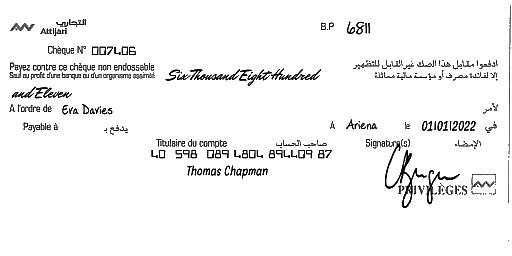 التجاري
Attijari
B.P 6811
Chèque N° 007406
Payez contre ce chèque non endossable
Sauf au profit d'une banque ou d'un organisme assimilé
Six Thousand Eight Hundred
ادفعوا مقابل هذا الصك غير القابل للتظهير
إلا لفائدة مصرف أو مؤسسة مالية مماثلة
and Eleven
A l'ordre de Eva Davies لأمر
Payable à يدفع بـ A Ariena le 01/01/2022 في
Titulaire du compte صاحب الحساب Signature(s) الإمضاء
40 598 089 4804 894409 87
Thomas Chapman
PRIVILÈGES